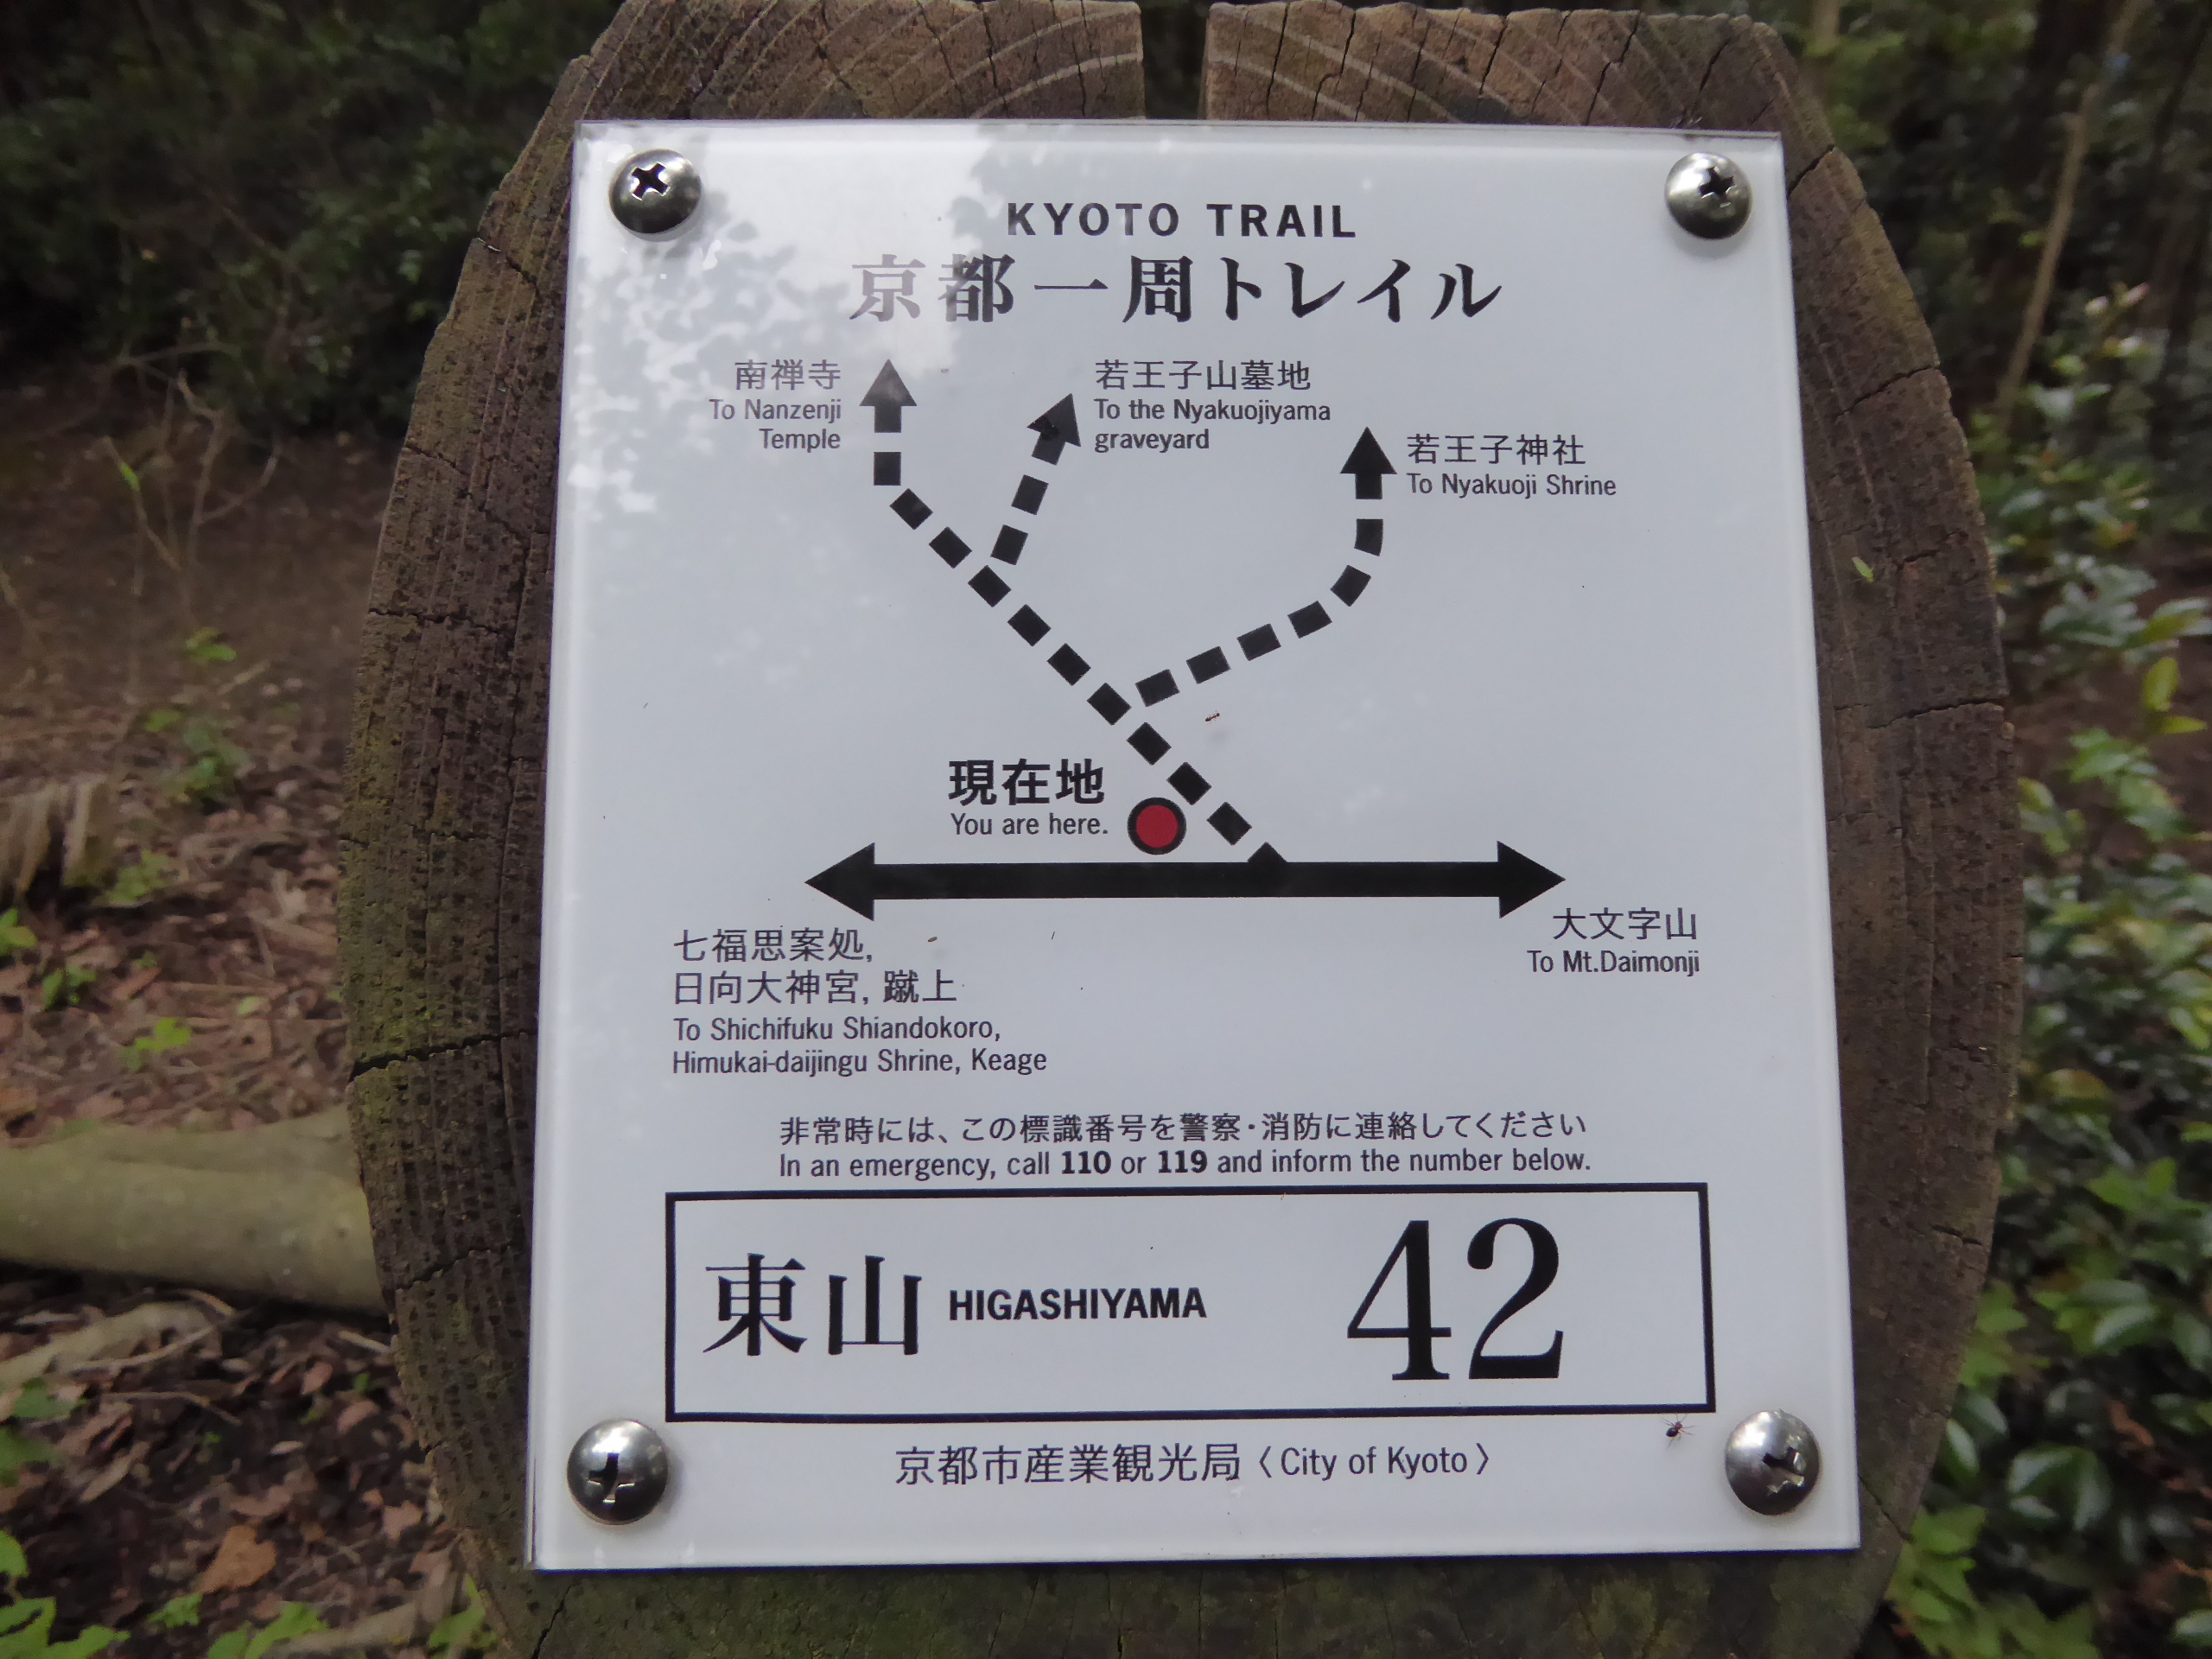 KYOTO TRAIL
京都一周トレイル
南禅寺
To Nanzenji
Temple
若王子山墓地
To the Nyakuojiyama
graveyard
若王子神社
To Nyakuoji Shrine
現在地
You are here.
七福思案処,
日向大神宮, 蹴上
To Shichifuku Shiandokoro,
Himukai-daijingu Shrine, Keage
大文字山
To Mt.Daimonji
非常時には、この標識番号を警察・消防に連絡してください
In an emergency, call 110 or 119 and inform the number below.
東山 HIGASHIYAMA 42
京都市産業観光局〈City of Kyoto〉